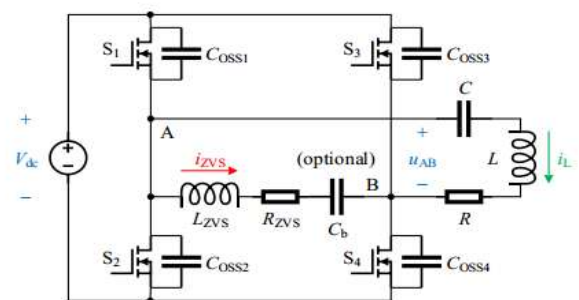 S1
COSS1
S3
COSS3
C
A
+
Vdc
−
+
−
iZVS
(optional)
+
uAB
−
B
L
iL
LZVS
RZVS
Cb
R
S2
COSS2
S4
COSS4